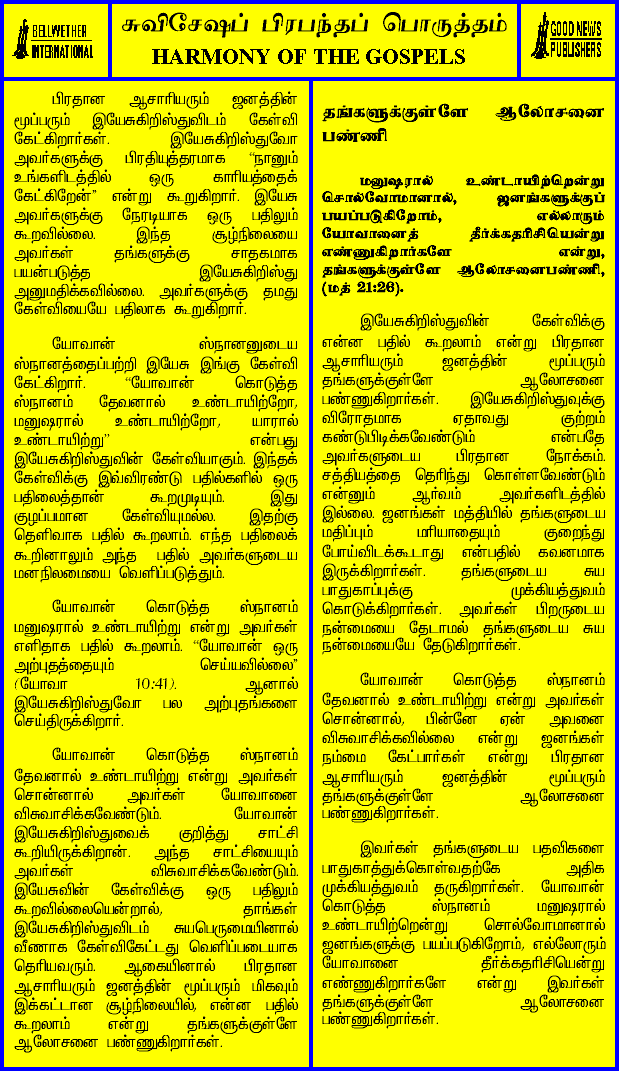 BELLWETHER
INTERNATIONAL
சுவிசேஷப் பிரபந்தப் பொருத்தம்
HARMONY OF THE GOSPELS
GOOD NEWS
PUBLISHERS
பிரதான ஆசாரியரும் ஜனத்தின்
மூப்பரும் இயேசுகிறிஸ்துவிடம் கேள்வி
கேட்கிறார்கள். இயேசுகிறிஸ்துவோ
அவர்களுக்கு பிரதியுத்தரமாக “நானும்
உங்களிடத்தில் ஒரு காரியத்தைக்
கேட்கிறேன்” என்று கூறுகிறார். இயேசு
அவர்களுக்கு நேரடியாக ஒரு பதிலும்
கூறவில்லை. இந்த சூழ்நிலையை
அவர்கள் தங்களுக்கு சாதகமாக
பயன்படுத்த இயேசுகிறிஸ்து
அனுமதிக்கவில்லை. அவர்களுக்கு தமது
கேள்வியையே பதிலாக கூறுகிறார்.
யோவான் ஸ்நானனுடைய
ஸ்நானத்தைப்பற்றி இயேசு இங்கு கேள்வி
கேட்கிறார். “யோவான் கொடுத்த
ஸ்நானம் தேவனால் உண்டாயிற்றோ,
மனுஷரால் உண்டாயிற்றோ, யாரால்
உண்டாயிற்று” என்பது
இயேசுகிறிஸ்துவின் கேள்வியாகும். இந்தக்
கேள்விக்கு இவ்விரண்டு பதில்களில் ஒரு
பதிலைத்தான் கூறமுடியும். இது
குழப்பமான கேள்வியுமல்ல. இதற்கு
தெளிவாக பதில் கூறலாம். எந்த பதிலைக்
கூறினாலும் அந்த பதில் அவர்களுடைய
மனநிலமையை வெளிப்படுத்தும்.
யோவான் கொடுத்த ஸ்நானம்
மனுஷரால் உண்டாயிற்று என்று அவர்கள்
எளிதாக பதில் கூறலாம். “யோவான் ஒரு
அற்புதத்தையும் செய்யவில்லை”
(யோவா 10:41). ஆனால்
இயேசுகிறிஸ்துவோ பல அற்புதங்களை
செய்திருக்கிறார்.
யோவான் கொடுத்த ஸ்நானம்
தேவனால் உண்டாயிற்று என்று அவர்கள்
சொன்னால் அவர்கள் யோவானை
விசுவாசிக்கவேண்டும். யோவான்
இயேசுகிறிஸ்துவைக் குறித்து சாட்சி
கூறியிருக்கிறான். அந்த சாட்சியையும்
அவர்கள் விசுவாசிக்கவேண்டும்.
இயேசுவின் கேள்விக்கு ஒரு பதிலும்
கூறவில்லையென்றால், தாங்கள்
இயேசுகிறிஸ்துவிடம் சுயபெருமையினால்
வீணாக கேள்விகேட்டது வெளிப்படையாக
தெரியவரும். ஆகையினால் பிரதான
ஆசாரியரும் ஜனத்தின் மூப்பரும் மிகவும்
இக்கட்டான சூழ்நிலையில், என்ன பதில்
கூறலாம் என்று தங்களுக்குள்ளே
ஆலோசனை பண்ணுகிறார்கள்.
தங்களுக்குள்ளே ஆலோசனை
பண்ணி
மனுஷரால் உண்டாயிற்றென்று
சொல்வோமானால், ஜனங்களுக்குப்
பயப்படுகிறோம், எல்லாரும்
யோவானைத் தீர்க்கதரிசியென்று
எண்ணுகிறார்களே என்று,
தங்களுக்குள்ளே ஆலோசனைபண்ணி,
(மத் 21:26).
இயேசுகிறிஸ்துவின் கேள்விக்கு
என்ன பதில் கூறலாம் என்று பிரதான
ஆசாரியரும் ஜனத்தின் மூப்பரும்
தங்களுக்குள்ளே ஆலோசனை
பண்ணுகிறார்கள். இயேசுகிறிஸ்துவுக்கு
விரோதமாக ஏதாவது குற்றம்
கண்டுபிடிக்கவேண்டும் என்பதே
அவர்களுடைய பிரதான நோக்கம்.
சத்தியத்தை தெரிந்து கொள்ளவேண்டும்
என்னும் ஆர்வம் அவர்களிடத்தில்
இல்லை. ஜனங்கள் மத்தியில் தங்களுடைய
மதிப்பும் மரியாதையும் குறைந்து
போய்விடக்கூடாது என்பதில் கவனமாக
இருக்கிறார்கள். தங்களுடைய சுய
பாதுகாப்புக்கு முக்கியத்துவம்
கொடுக்கிறார்கள். அவர்கள் பிறருடைய
நன்மையை தேடாமல் தங்களுடைய சுய
நன்மையையே தேடுகிறார்கள்.
யோவான் கொடுத்த ஸ்நானம்
தேவனால் உண்டாயிற்று என்று அவர்கள்
சொன்னால், பின்னே ஏன் அவனை
விசுவாசிக்கவில்லை என்று ஜனங்கள்
நம்மை கேட்பார்கள் என்று பிரதான
ஆசாரியரும் ஜனத்தின் மூப்பரும்
தங்களுக்குள்ளே ஆலோசனை
பண்ணுகிறார்கள்.
இவர்கள் தங்களுடைய பதவிகளை
பாதுகாத்துக்கொள்வதற்கே அதிக
முக்கியத்துவம் தருகிறார்கள். யோவான்
கொடுத்த ஸ்நானம் மனுஷரால்
உண்டாயிற்றென்று சொல்வோமானால்
ஜனங்களுக்கு பயப்படுகிறோம், எல்லோரும்
யோவானை தீர்க்கதரிசியென்று
எண்ணுகிறார்களே என்று இவர்கள்
தங்களுக்குள்ளே ஆலோசனை
பண்ணுகிறார்கள்.